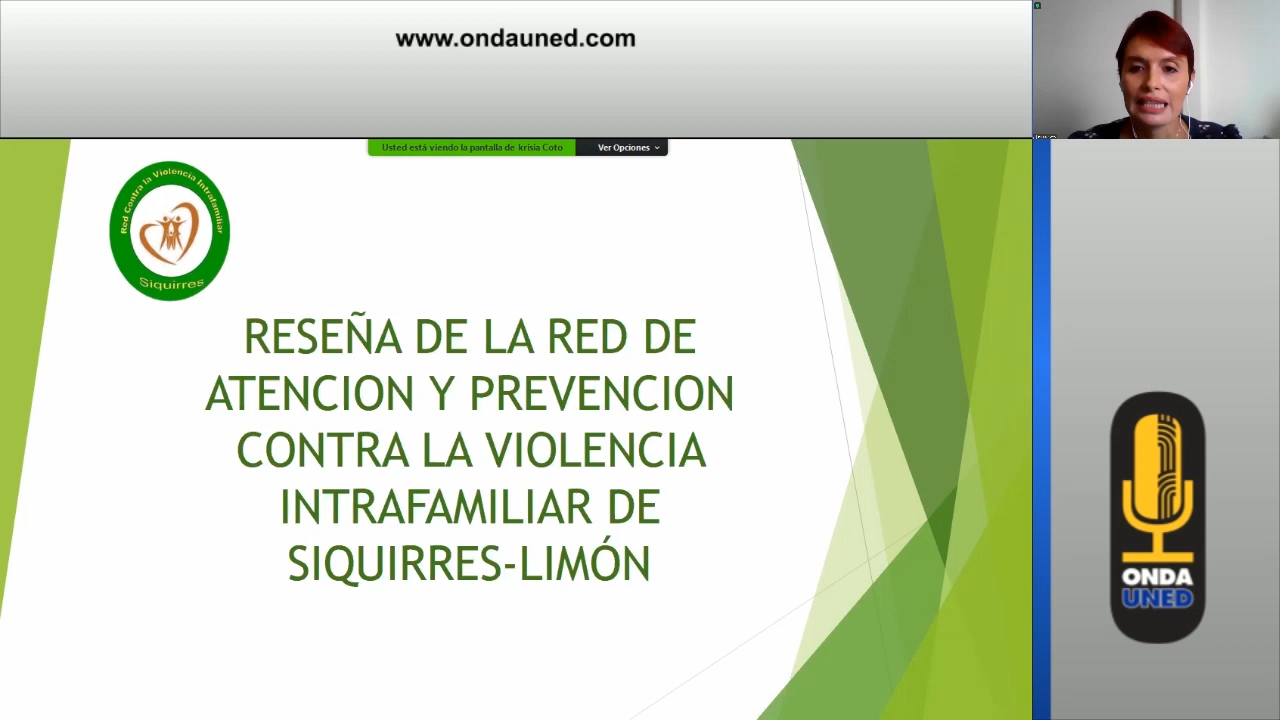 www.ondauned.com
Usted está viendo la pantalla de krisia Coto
Ver Opciones
Red Contra la Violencia Intrafamiliar
Siquirres
RESEÑA DE LA RED DE
ATENCION Y PREVENCION
CONTRA LA VIOLENCIA
INTRAFAMILIAR DE
SIQUIRRES-LIMÓN
ONDA
UNED